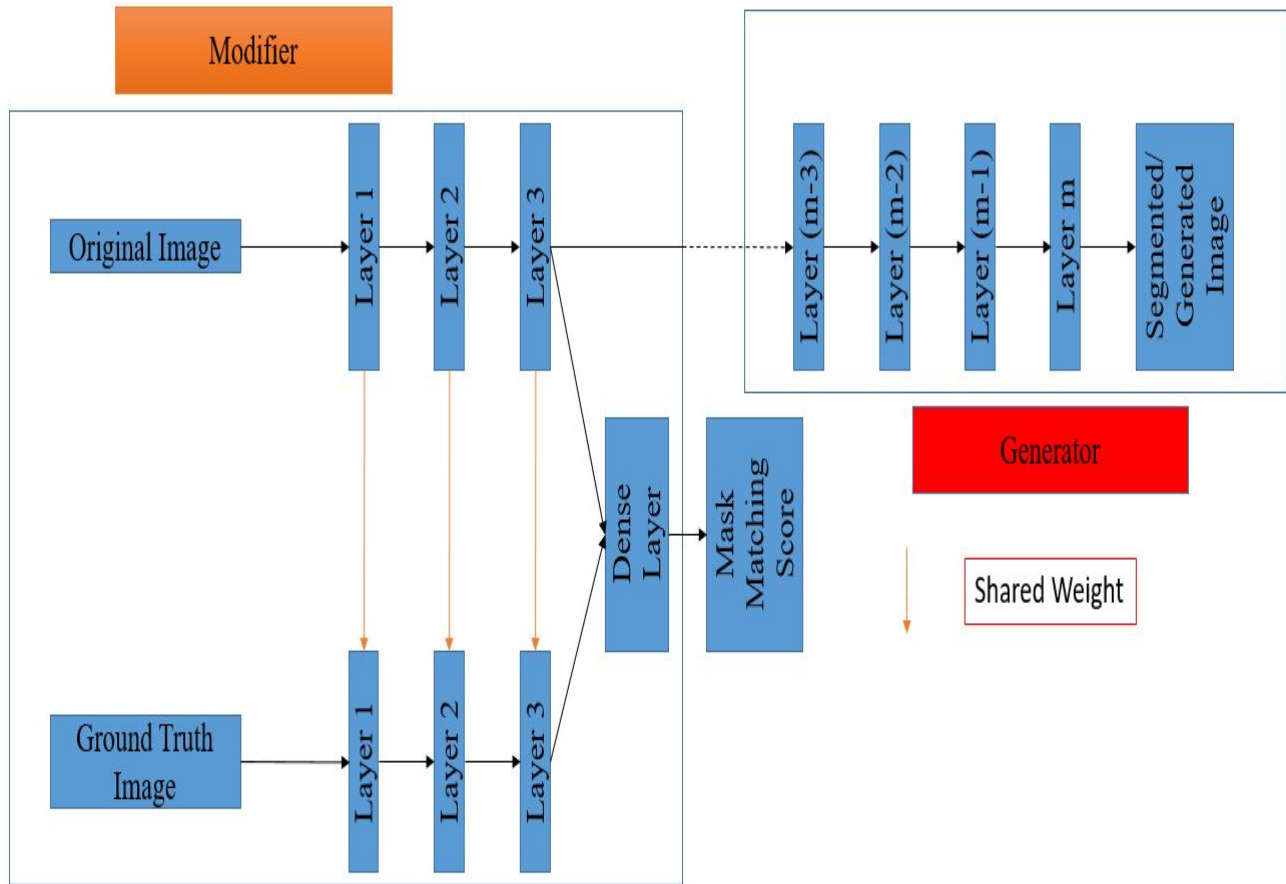 Modifier
Original Image
Layer 1
Layer 2
Layer 3
Layer (m-3)
Layer (m-2)
Layer (m-1)
Layer m
Segmented/
Generated
Image
Dense
Layer
Mask
Matching
Score
Generator
Shared Weight
Ground Truth
Image
Layer 1
Layer 2
Layer 3